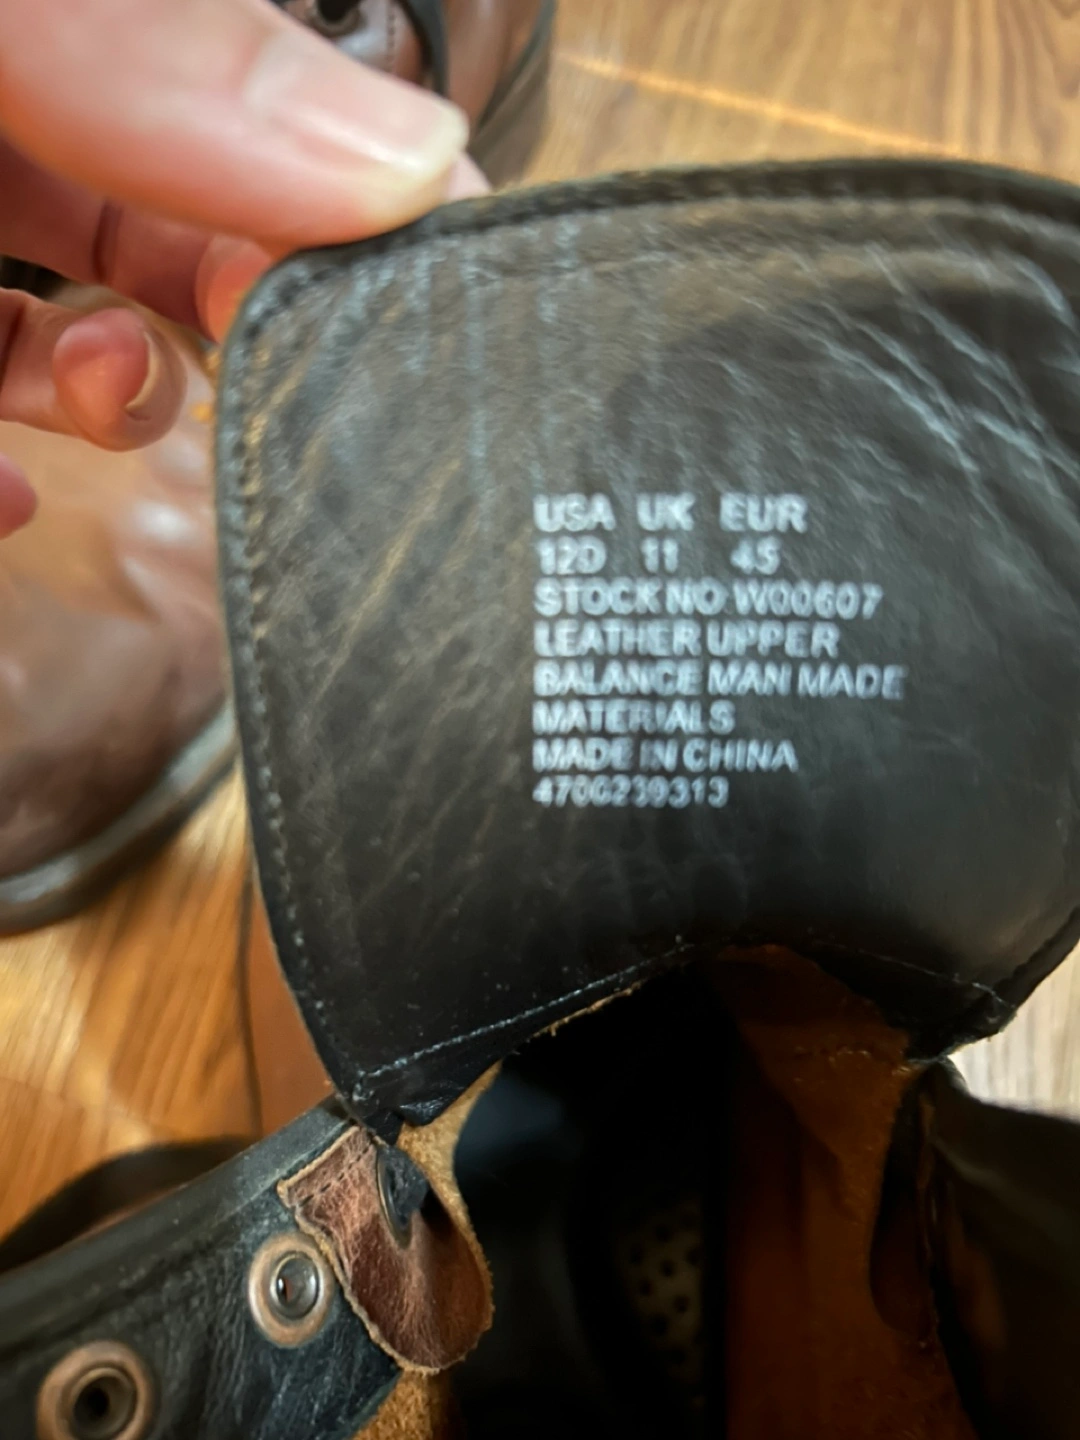 USA UK EUR
12D 11 45
STOCK NO: W00607
LEATHER UPPER
BALANCE MAN MADE
MATERIALS
MADE IN CHINA
4700239313